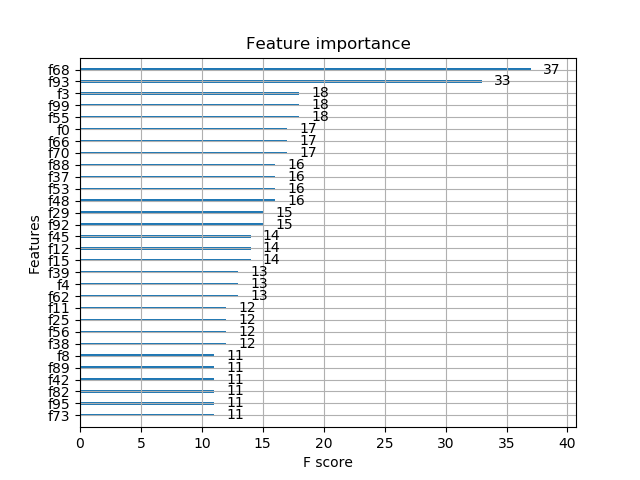 Feature importance
f68 37
f93 33
f3 18
f99 18
f55 18
f0 17
f66 17
f70 17
f88 16
f37 16
f53 16
f48 16
f29 15
f92 15
f45 14
f12 14
f15 14
f39 13
f4 13
f62 13
f11 12
f25 12
f56 12
f38 12
f8 11
f89 11
f42 11
f82 11
f95 11
f73 11
Features
0 5 10 15 20 25 30 35 40
F score